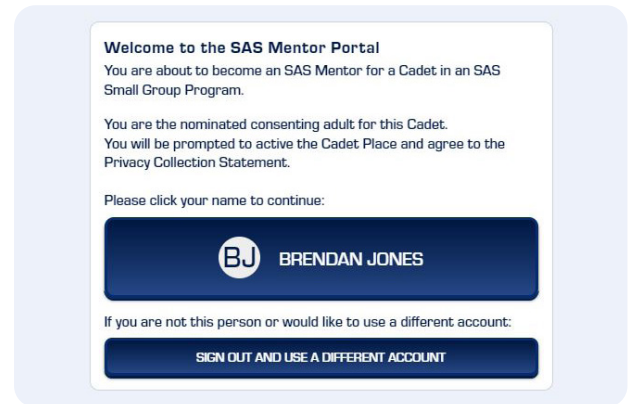 Welcome to the SAS Mentor Portal
You are about to become an SAS Mentor for a Cadet in an SAS
Small Group Program.
You are the nominated consenting adult for this Cadet.
You will be prompted to active the Cadet Place and agree to the
Privacy Collection Statement.
Please click your name to continue:
BJ BRENDAN JONES
If you are not this person or would like to use a different account:
SIGN OUT AND USE A DIFFERENT ACCOUNT